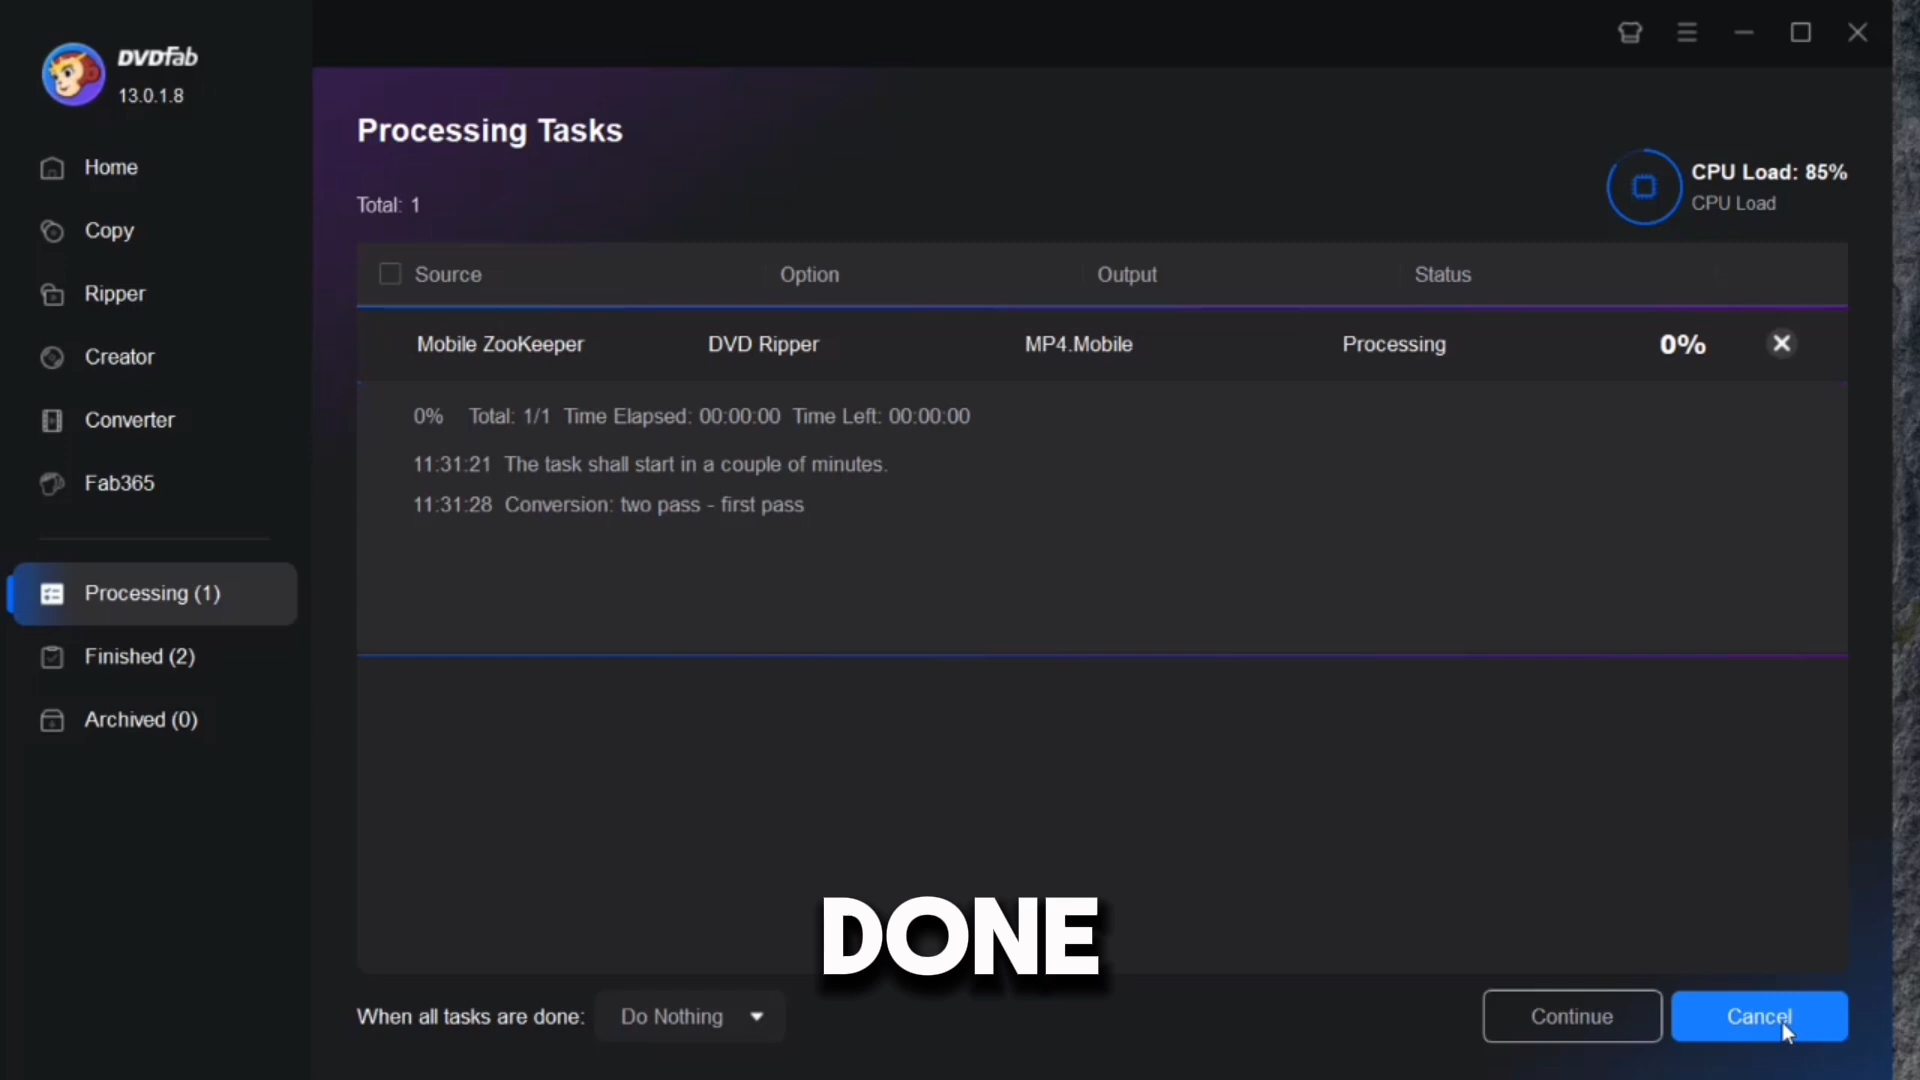 DVDFab
13.0.1.8
Home
Copy
Ripper
Creator
Converter
Fab365
Processing (1)
Finished (2)
Archived (0)
Processing Tasks
Total: 1
CPU Load: 85%
CPU Load
Source Option Output Status
Mobile ZooKeeper DVD Ripper MP4.Mobile Processing 0%
0% Total: 1/1 Time Elapsed: 00:00:00 Time Left: 00:00:00
11:31:21 The task shall start in a couple of minutes.
11:31:28 Conversion: two pass - first pass
DONE
When all tasks are done: Do Nothing
Continue
Cancel